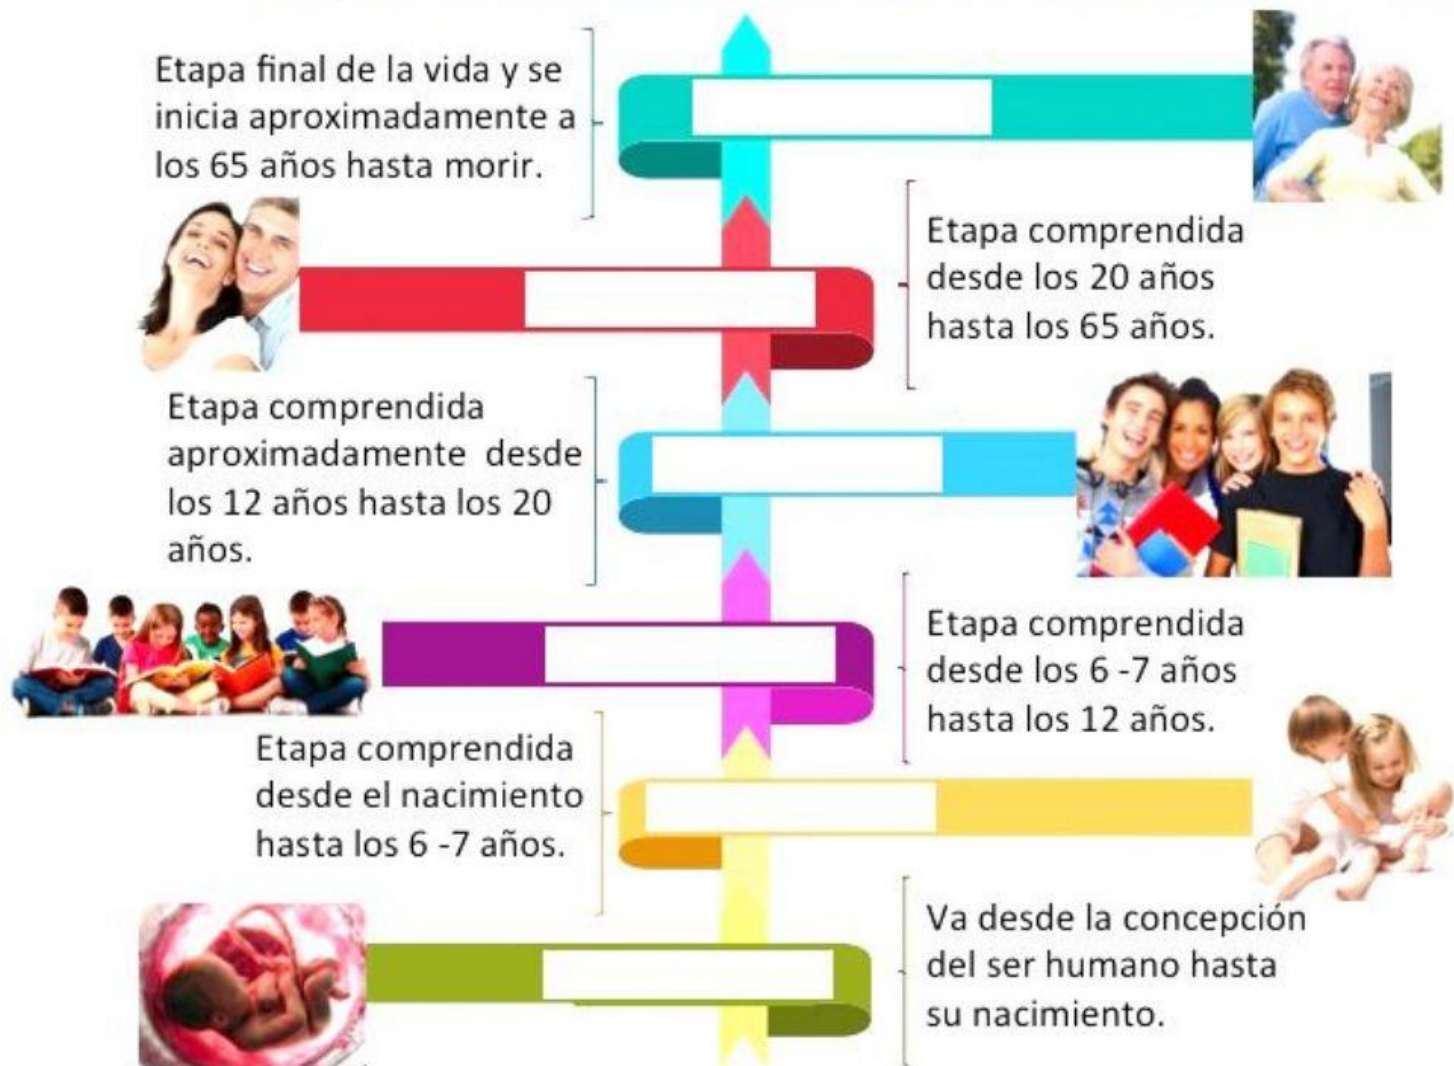 Etapa final de la vida y se
inicia aproximadamente a
los 65 años hasta morir.
Etapa comprendida
desde los 20 años
hasta los 65 años.
Etapa comprendida
aproximadamente desde
los 12 años hasta los 20
años.
Etapa comprendida
desde los 6 -7 años
hasta los 12 años.
Etapa comprendida
desde el nacimiento
hasta los 6 -7 años.
Va desde la concepción
del ser humano hasta
su nacimiento.